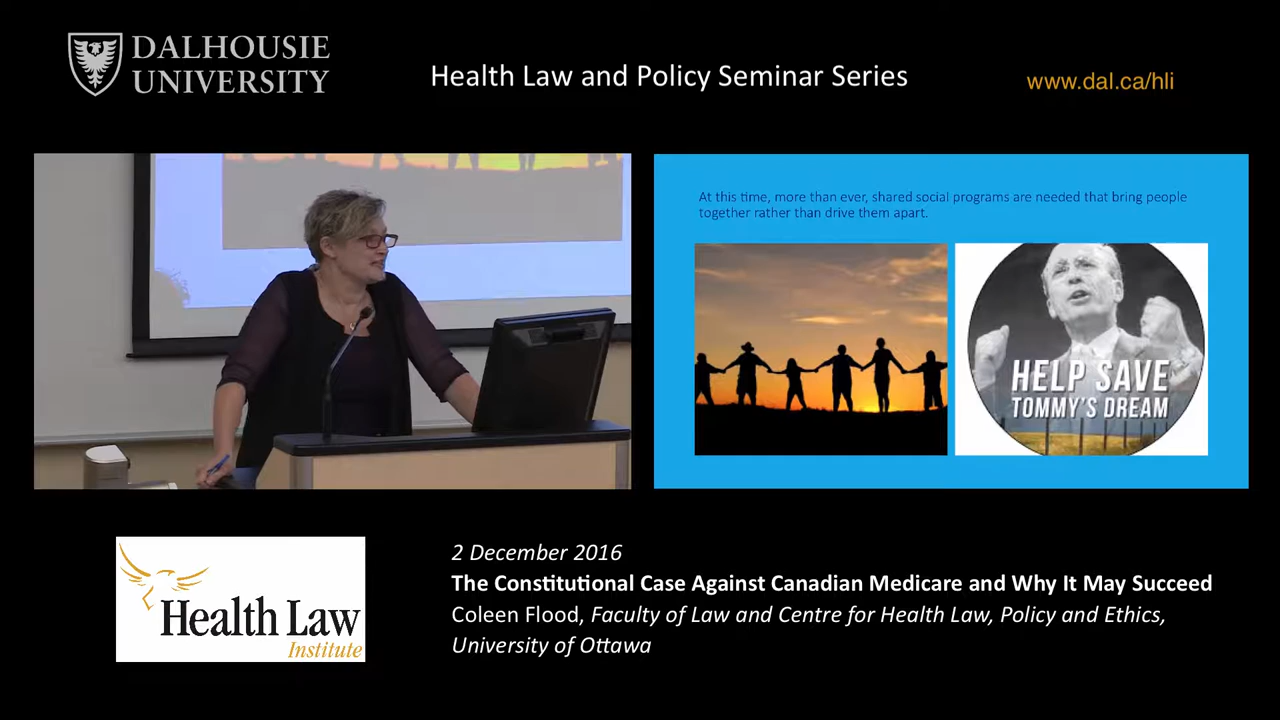 DALHOUSIE
UNIVERSITY
Health Law and Policy Seminar Series
www.dal.ca/hli
At this time, more than ever, shared social programs are needed that bring people
together rather than drive them apart.
HELP SAVE
TOMMY'S DREAM
Health Law
Institute
2 December 2016
The Constitutional Case Against Canadian Medicare and Why It May Succeed
Coleen Flood, Faculty of Law and Centre for Health Law, Policy and Ethics,
University of Ottawa